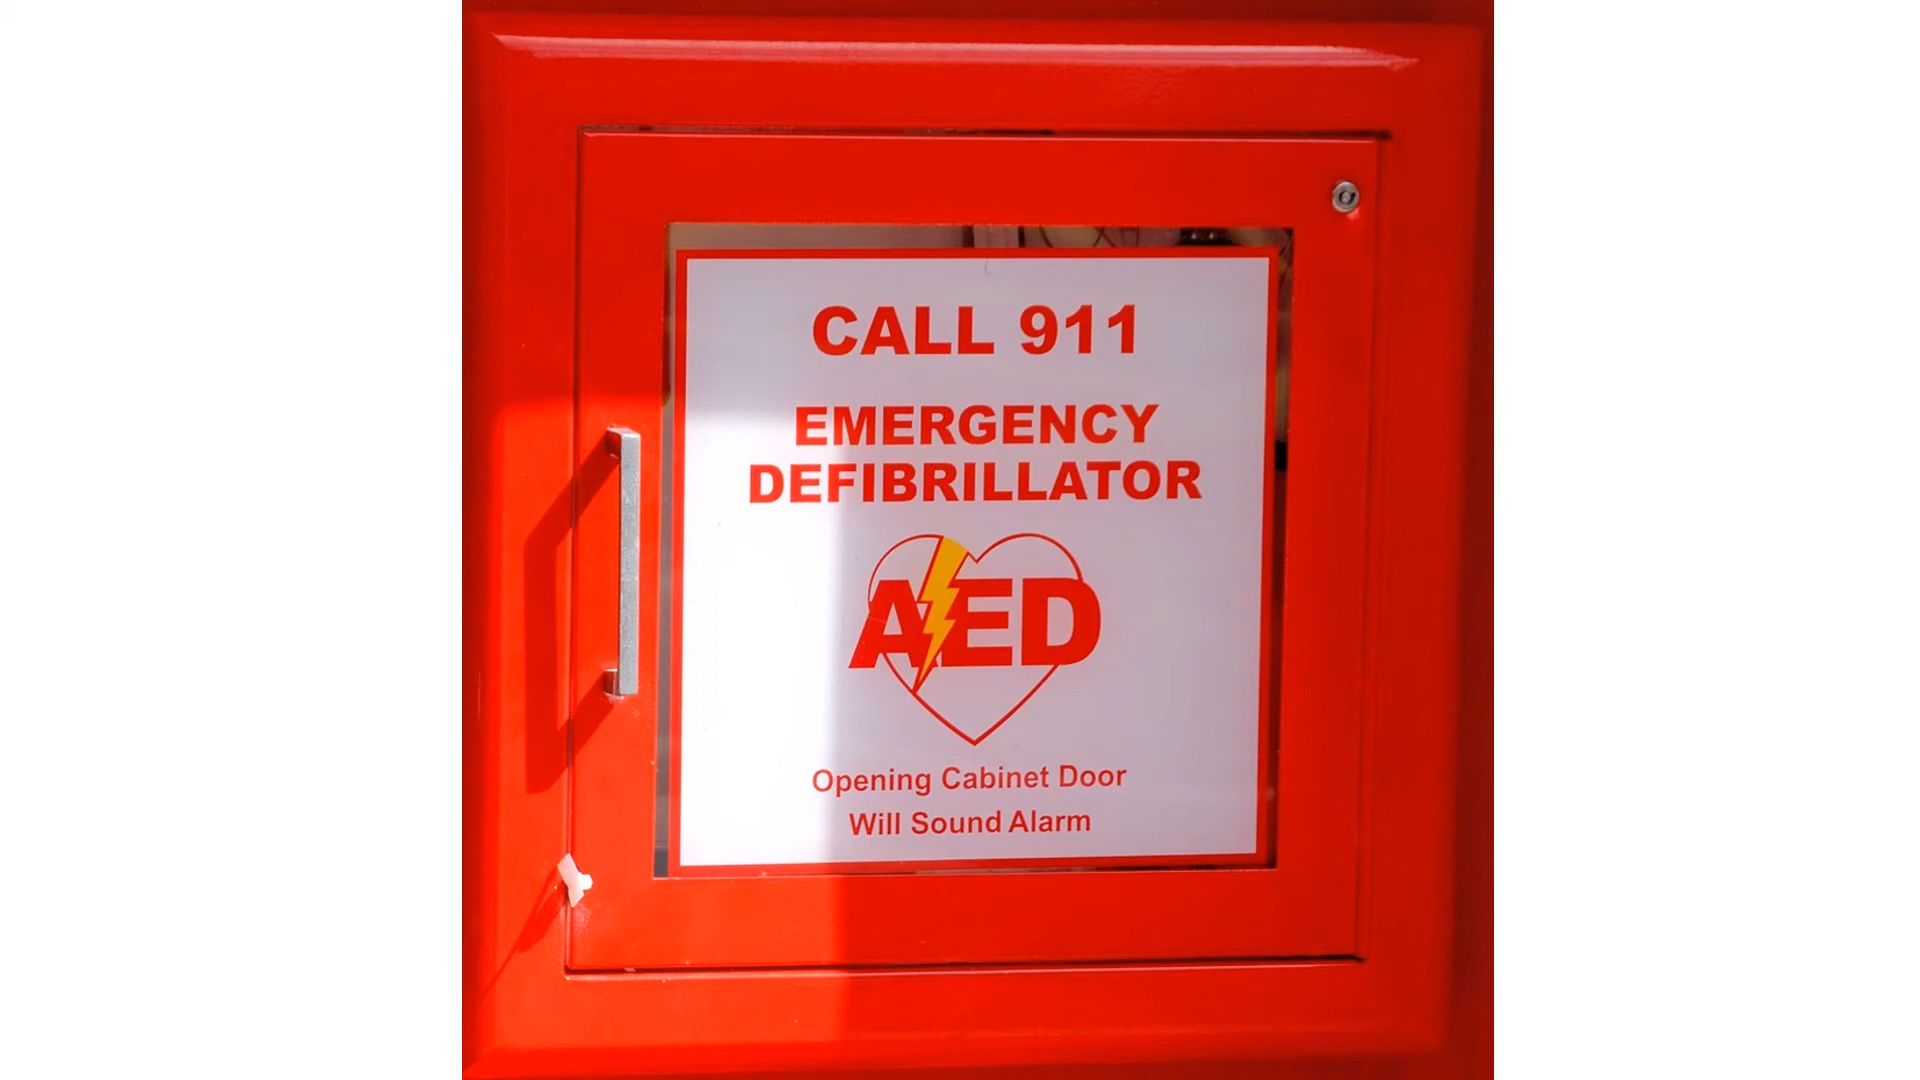 CALL 911
EMERGENCY
DEFIBRILLATOR
AED
Opening Cabinet Door
Will Sound Alarm